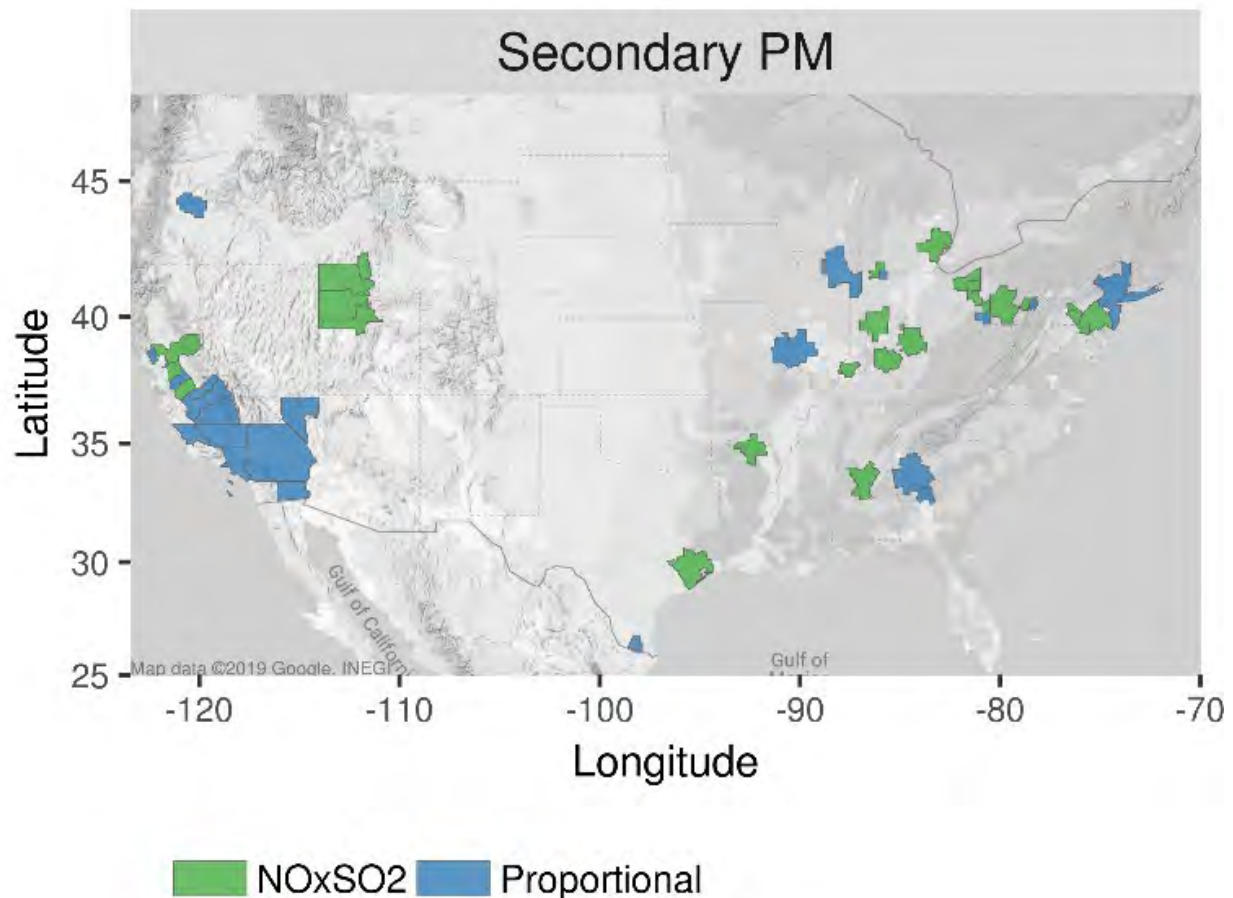 Secondary PM
45
40
35
30
25
Latitude
Gulf of California
Map data ©2019 Google, INEGI
Gulf of
-120 -110 -100 -90 -80 -70
Longitude
NOxSO2 Proportional